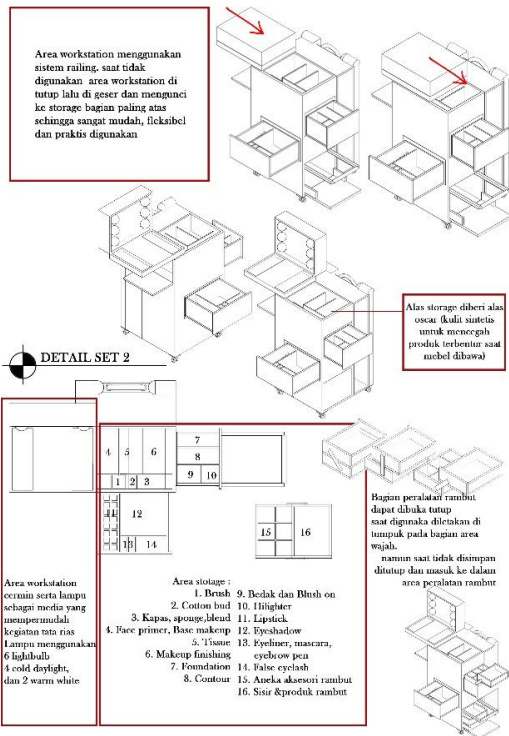 Area workstation menggunakan
sistem railing. saat tidak
digunakan area workstation di
tutup lalu di geser dan mengunci
ke storage bagian paling atas
sehingga sangat mudah, fleksibel
dan praktis digunakan
Alas storage diberi alas
oscar (kulit sintetis
untuk mencegah
produk terbentur saat
mebel dibawa)
DETAIL SET 2
4 5 6
1 2 3
7
8
9 10
11
12
13 14
15 16
Bagian peralatan rambut
dapat dibuka tutup
saat digunaka diletakan di
tumpuk pada bagian area
wajah.
namun saat tidak disimpan
ditutup dan masuk ke dalam
area peralatan rambut
Area workstation
cermin serta lampu
sebagai media yang
mempermudah
kegiatan tata rias
Lampu menggunakan
6 lightbulb
4 cold daylight,
dan 2 warm white
Area stotage :
1. Brush
2. Cotton bud
3. Kapas, sponge,blend
4. Face primer, Base makeup
5. Tissue
6. Makeup finishing
7. Foundation
8. Contour
9. Bedak dan Blush on
10. Hilighter
11. Lipstick
12. Eyeshadow
13. Eyeliner, mascara,
eyebrow pen
14. False eyelash
15. Aneka aksesori rambut
16. Sisir &produk rambut